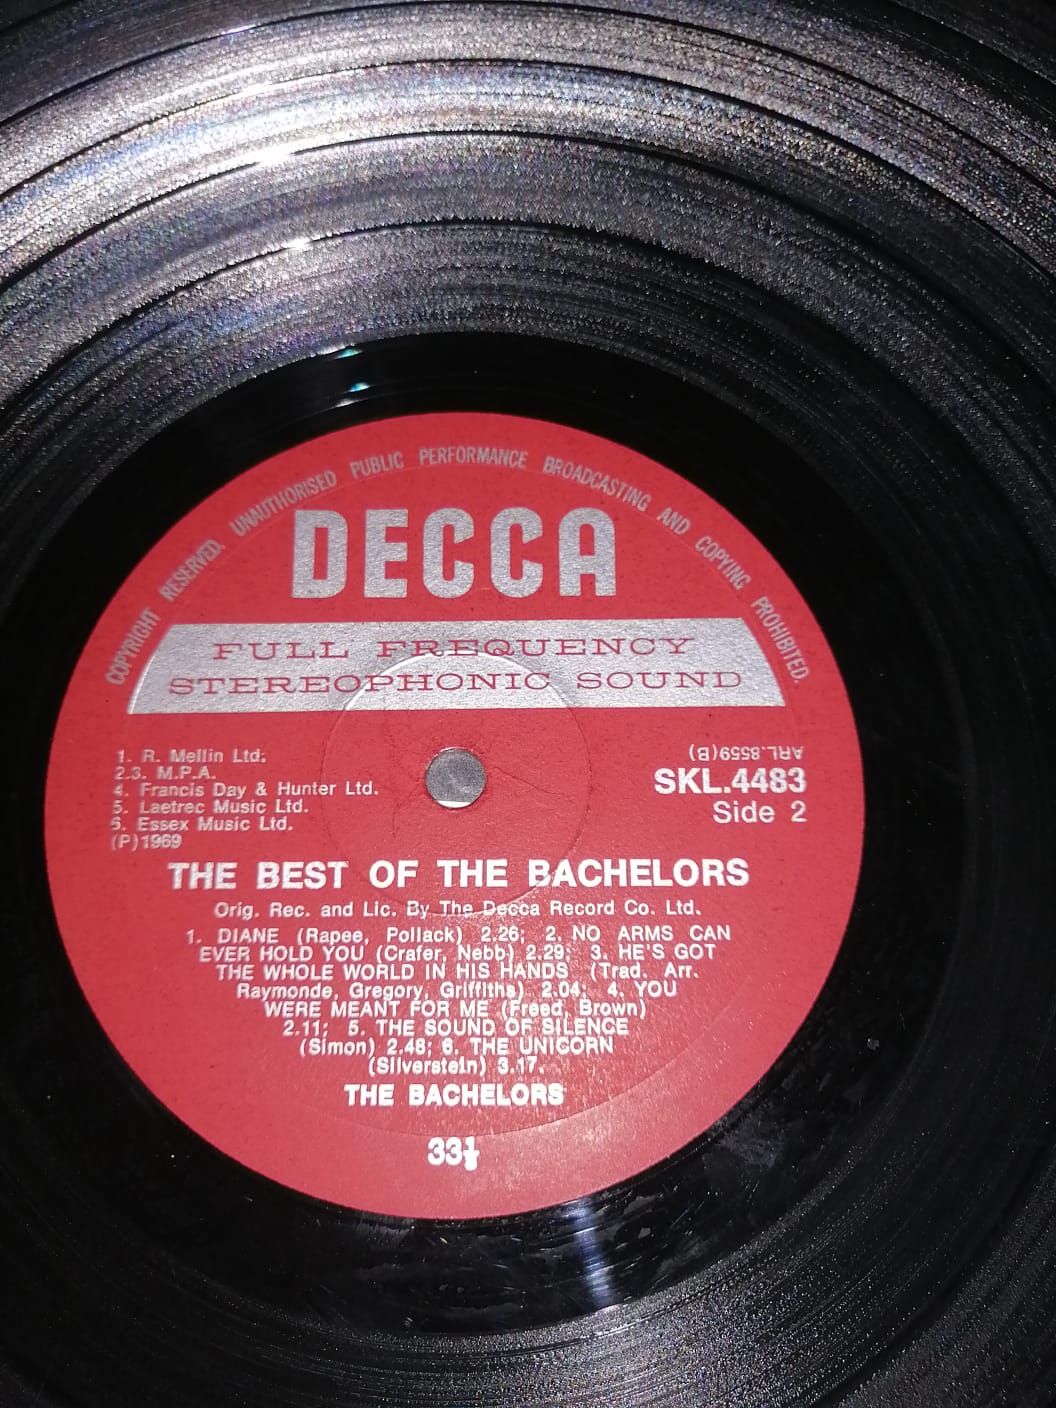 COPYRIGHT RESERVED. UNAUTHORISED PUBLIC PERFORMANCE BROADCASTING AND COPYING PROHIBITED.
DECCA
FULL FREQUENCY
STEREOPHONIC SOUND
1. R. Mellin Ltd.
2.3. M.P.A.
4. Francis Day & Hunter Ltd.
5. Laetrec Music Ltd.
6. Essex Music Ltd.
(P)1969
ARL.8559(B)
SKL.4483
Side 2
THE BEST OF THE BACHELORS
Orig. Rec. and Lic. By The Decca Record Co. Ltd.
1. DIANE (Rapee, Pollack) 2.26; 2. NO ARMS CAN
EVER HOLD YOU (Crafer, Nebb) 2.29; 3. HE'S GOT
THE WHOLE WORLD IN HIS HANDS (Trad. Arr.
Raymonde, Gregory, Griffiths) 2.04, 4. YOU
WERE MEANT FOR ME (Freed, Brown)
2.11; 5. THE SOUND OF SILENCE
(Simon) 2.48; 6. THE UNICORN
(Silverstein) 3.17.
THE BACHELORS
33⅓